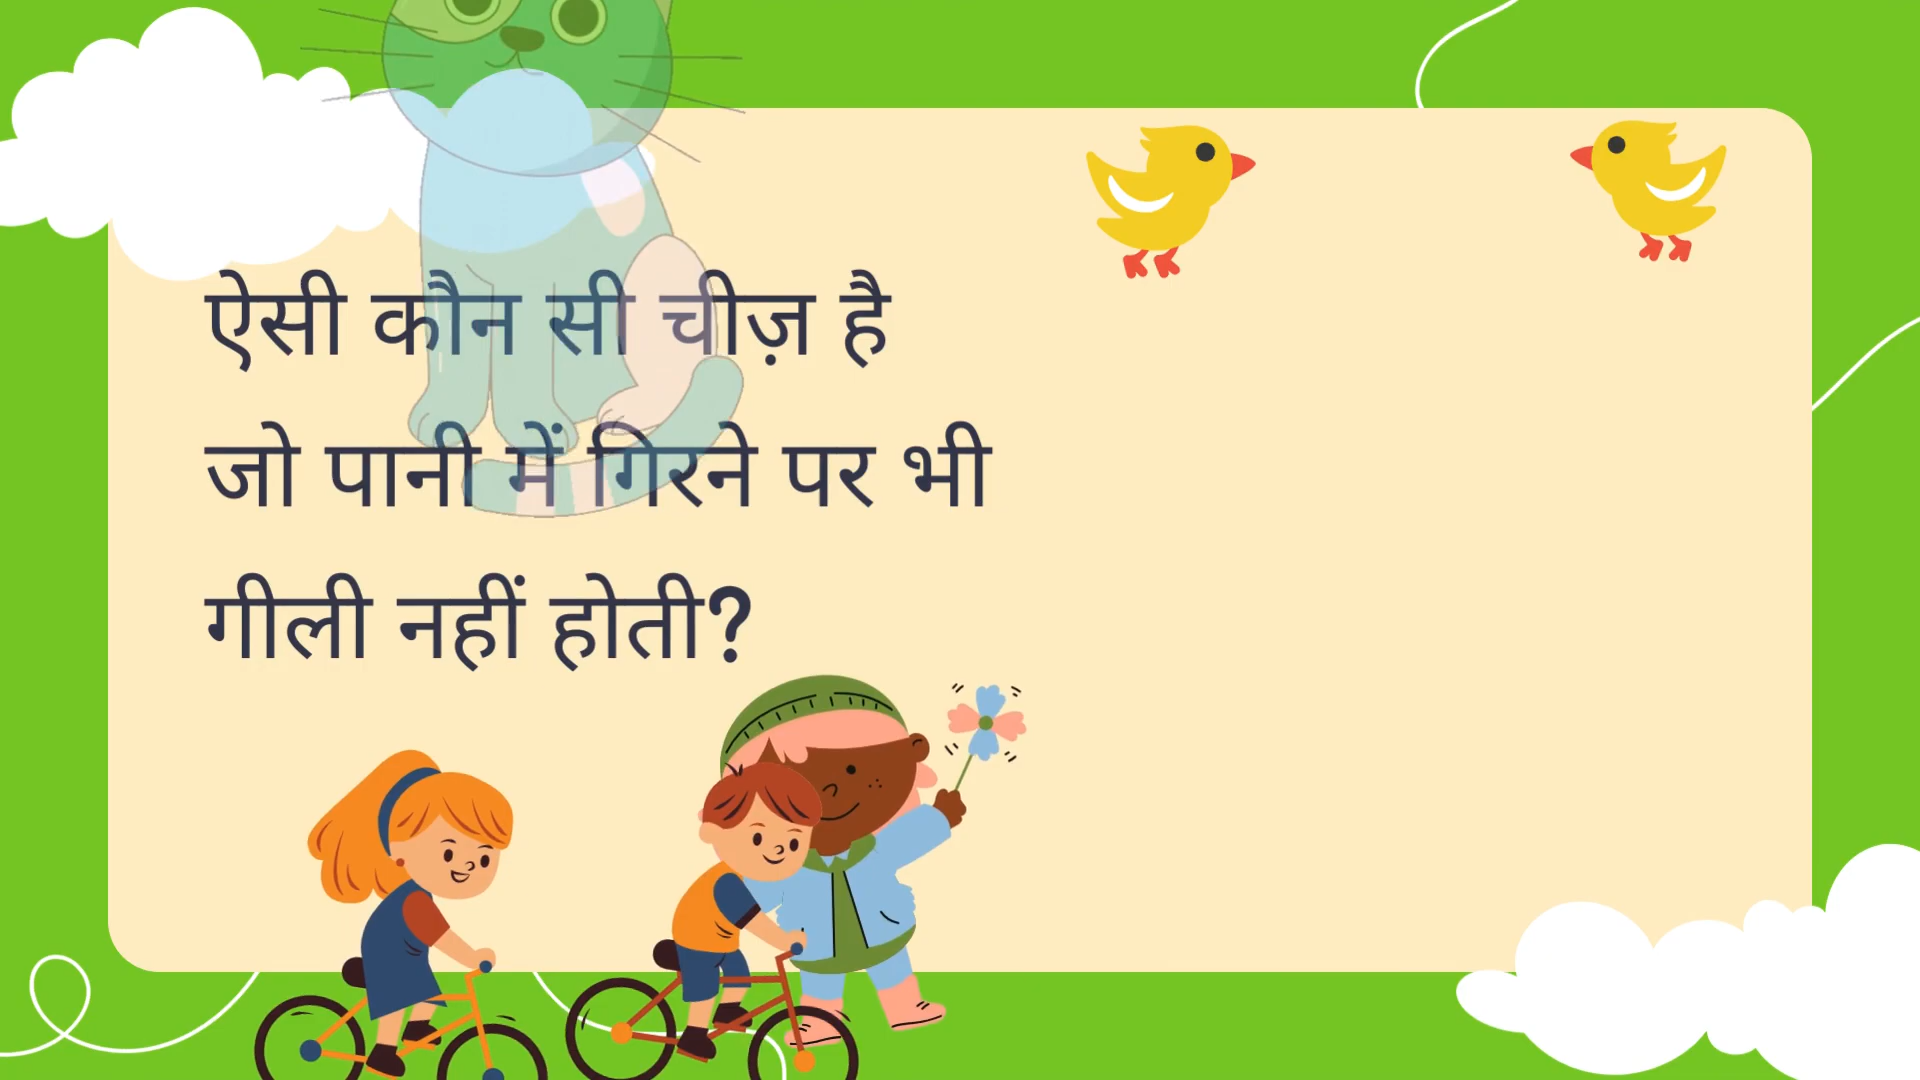 ऐसी कौन सी चीज़ है
जो पानी में गिरने पर भी
गीली नहीं होती?